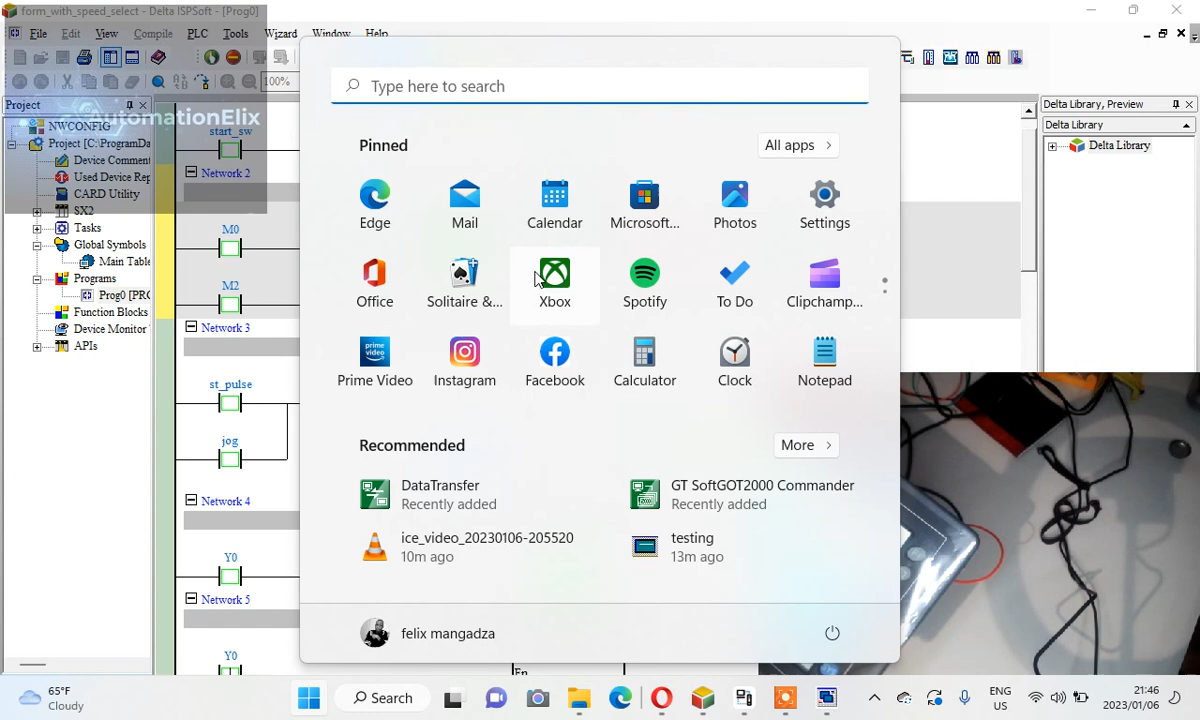 form_with_speed_select - Delta ISPSoft - [Prog0]
File Edit View Compile PLC Tools Wizard Window Help
100%
Project
AutomationElix
NWCONFIG
Project [C:\ProgramDa
Device Comment
Used Device Rep
CARD Utility
SX2
Tasks
Global Symbols
Main Table
Programs
Prog0 [PRG
Function Blocks
Device Monitor
APIs
start_sw
Network 2
M0
M2
Network 3
st_pulse
jog
Network 4
Y0
Network 5
Y0
En
Type here to search
Pinned
All apps >
Edge
Mail
Calendar
Microsoft...
Photos
Settings
Office
Solitaire &...
Xbox
Spotify
To Do
Clipchamp...
prime video
Prime Video
Instagram
Facebook
Calculator
Clock
Notepad
Recommended
More >
DataTransfer
Recently added
GT SoftGOT2000 Commander
Recently added
ice_video_20230106-205520
10m ago
testing
13m ago
felix mangadza
Delta Library, Preview
Delta Library
Delta Library
65°F
Cloudy
Search
ENG
US
21:46
2023/01/06